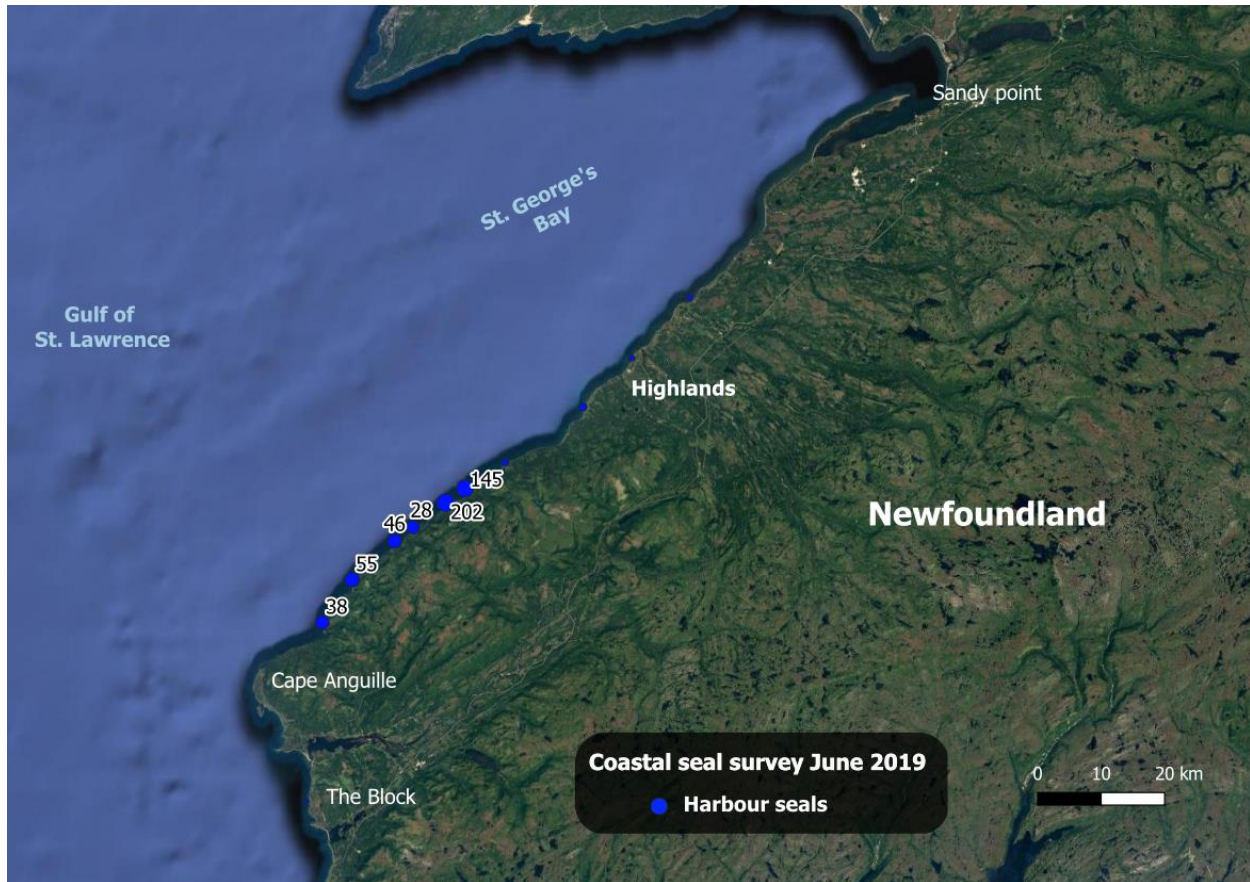 Sandy point
St. George's
Bay
Gulf of
St. Lawrence
Highlands
145
202
28
46
Newfoundland
55
38
Cape Anguille
Coastal seal survey June 2019
Harbour seals
0 10 20 km
The Block